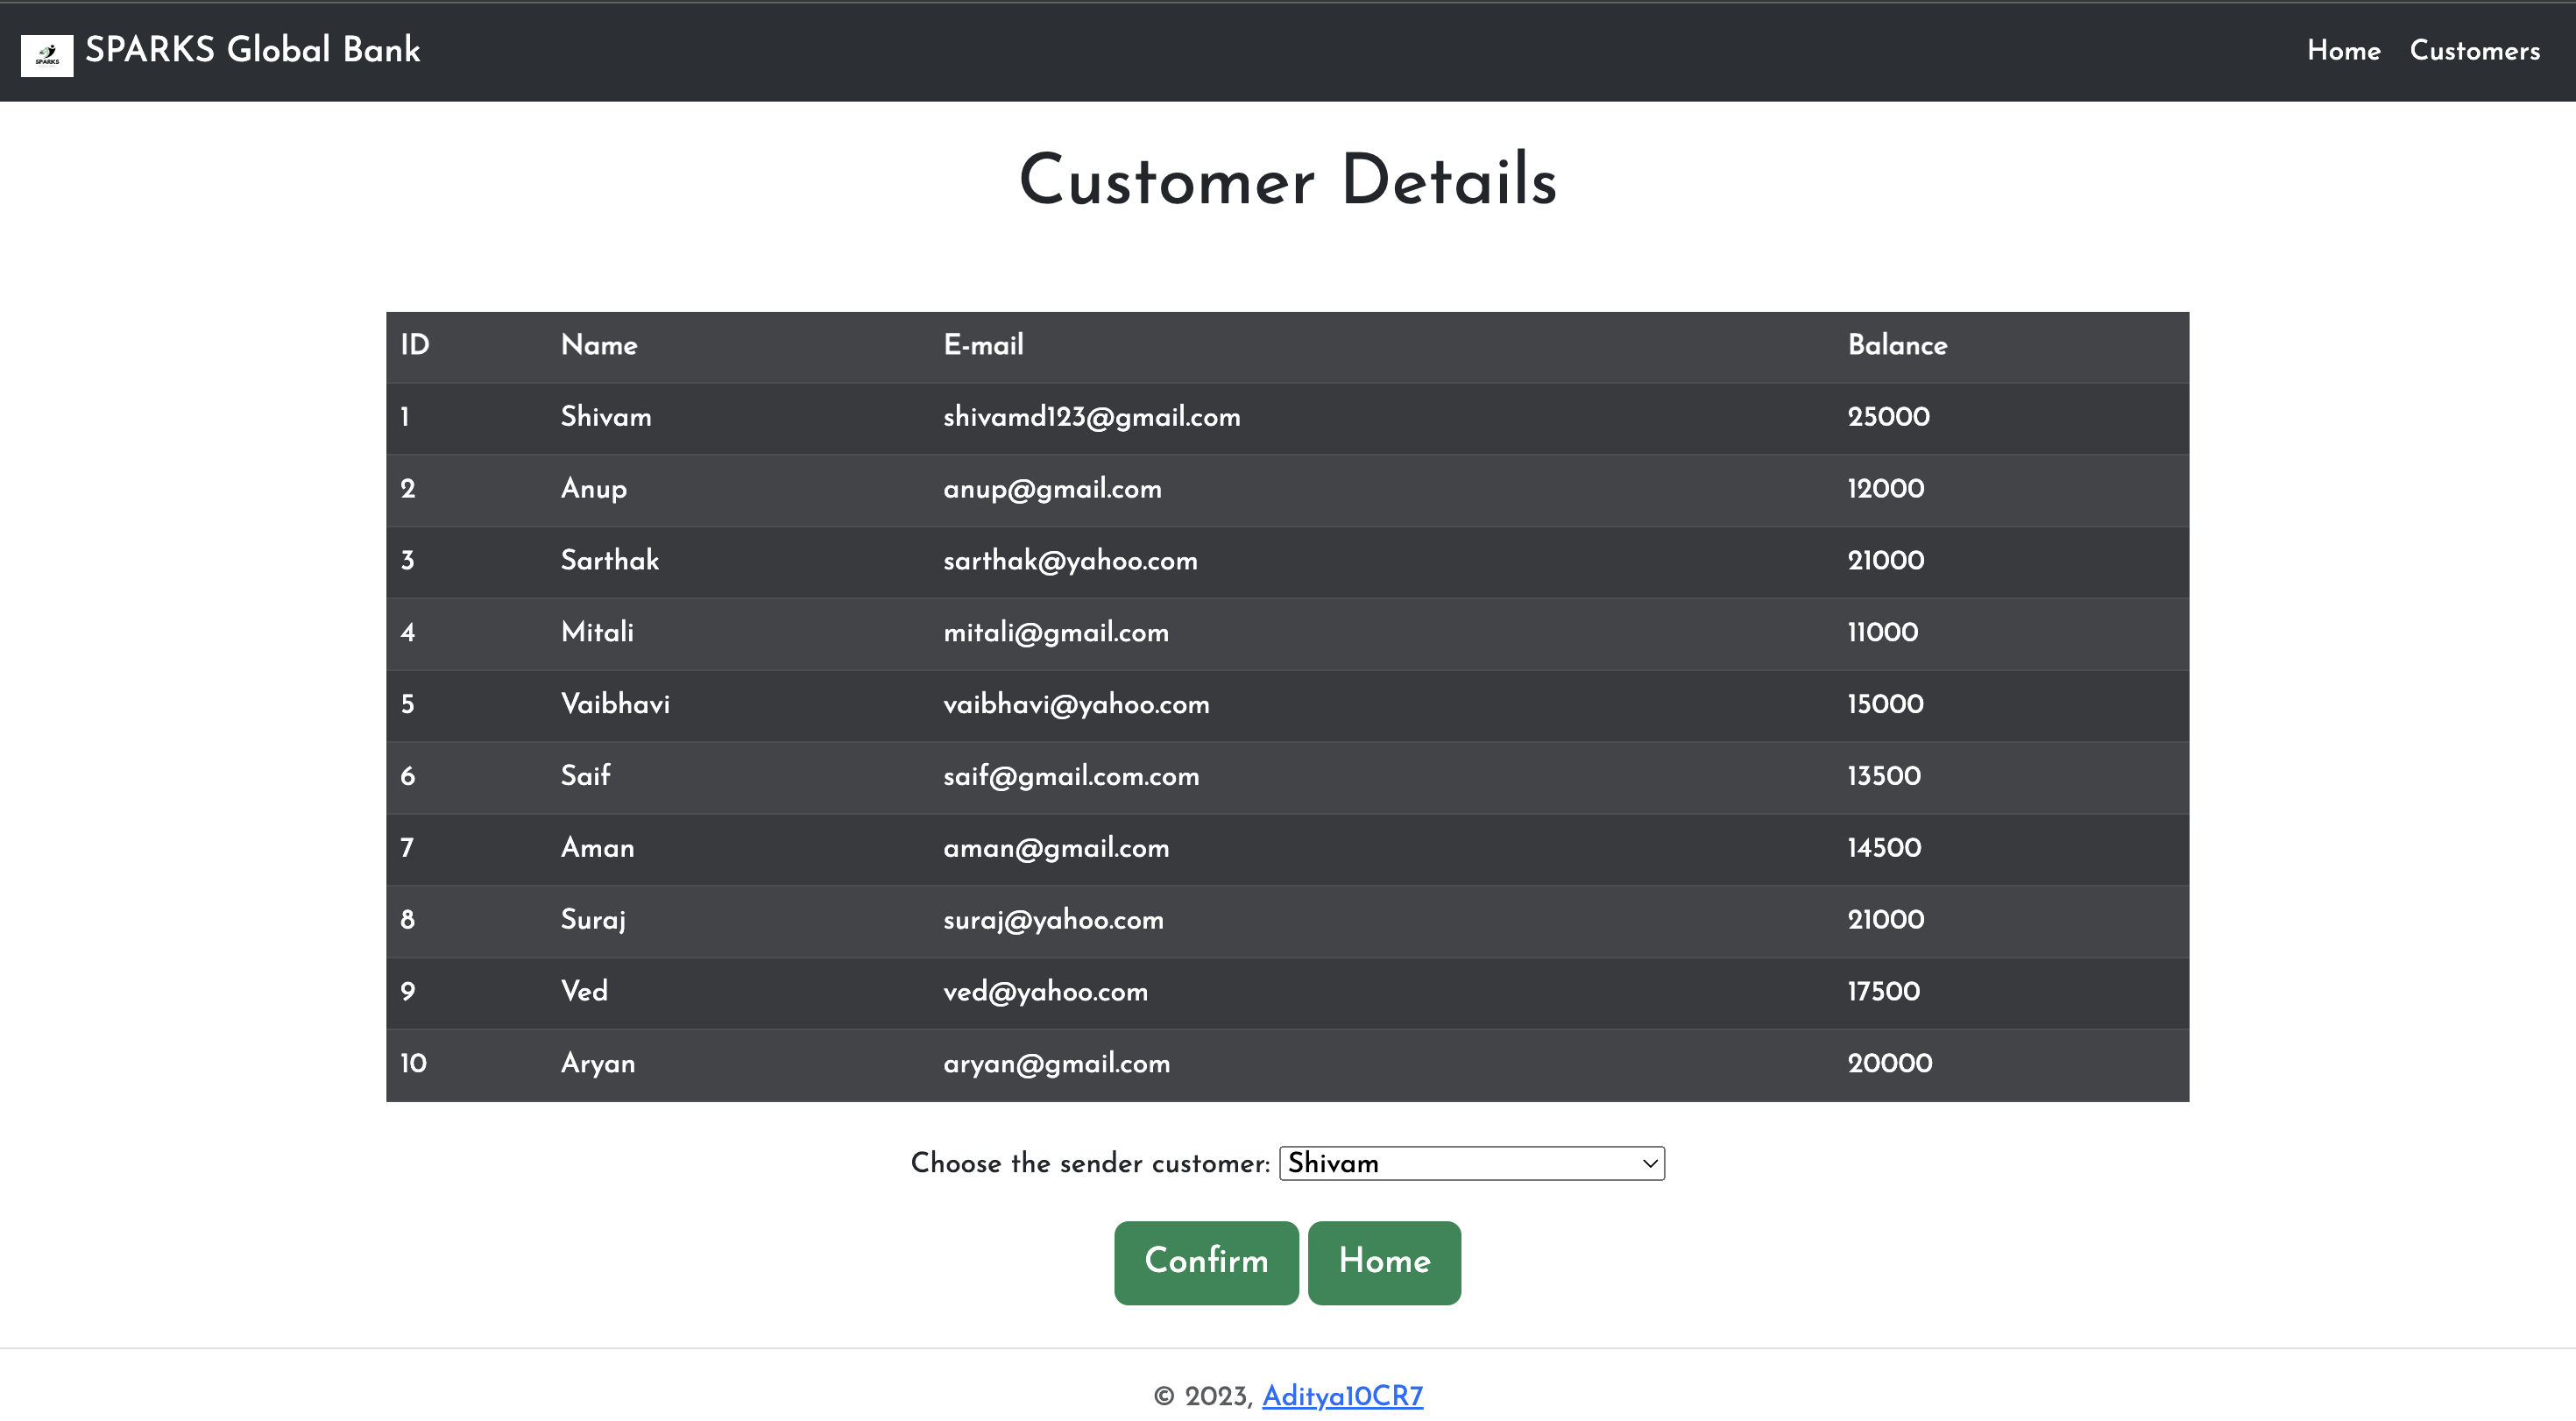 SPARKS
SPARKS Global Bank
Home Customers
Customer Details
ID Name E-mail Balance
1 Shivam shivamd123@gmail.com 25000
2 Anup anup@gmail.com 12000
3 Sarthak sarthak@yahoo.com 21000
4 Mitali mitali@gmail.com 11000
5 Vaibhavi vaibhavi@yahoo.com 15000
6 Saif saif@gmail.com.com 13500
7 Aman aman@gmail.com 14500
8 Suraj suraj@yahoo.com 21000
9 Ved ved@yahoo.com 17500
10 Aryan aryan@gmail.com 20000
Choose the sender customer: Shivam
Confirm Home
© 2023, Aditya10CR7